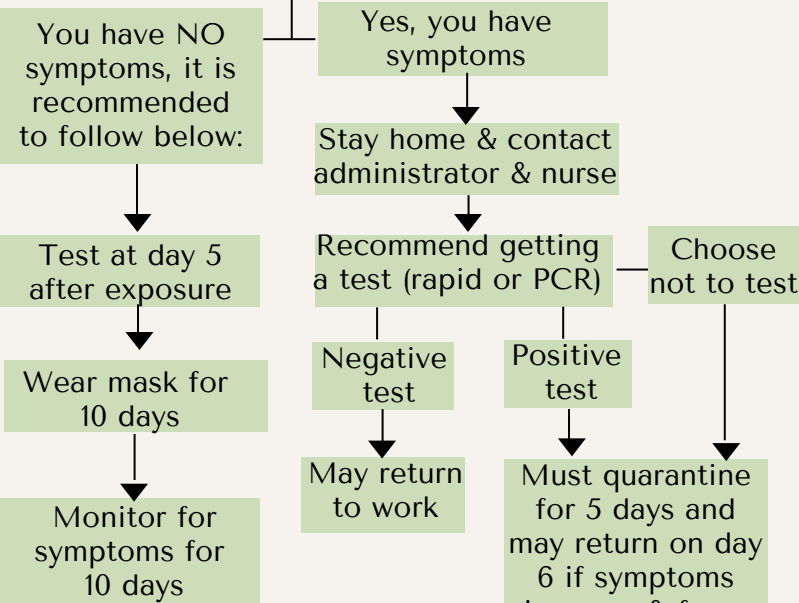 You have NO
symptoms, it is
recommended
to follow below:
Test at day 5
after exposure
Wear mask for
10 days
Monitor for
symptoms for
10 days
Yes, you have
symptoms
Stay home & contact
administrator & nurse
Recommend getting
a test (rapid or PCR)
Choose
not to test
Negative
test
May return
to work
Positive
test
Must quarantine
for 5 days and
may return on day
6 if symptoms